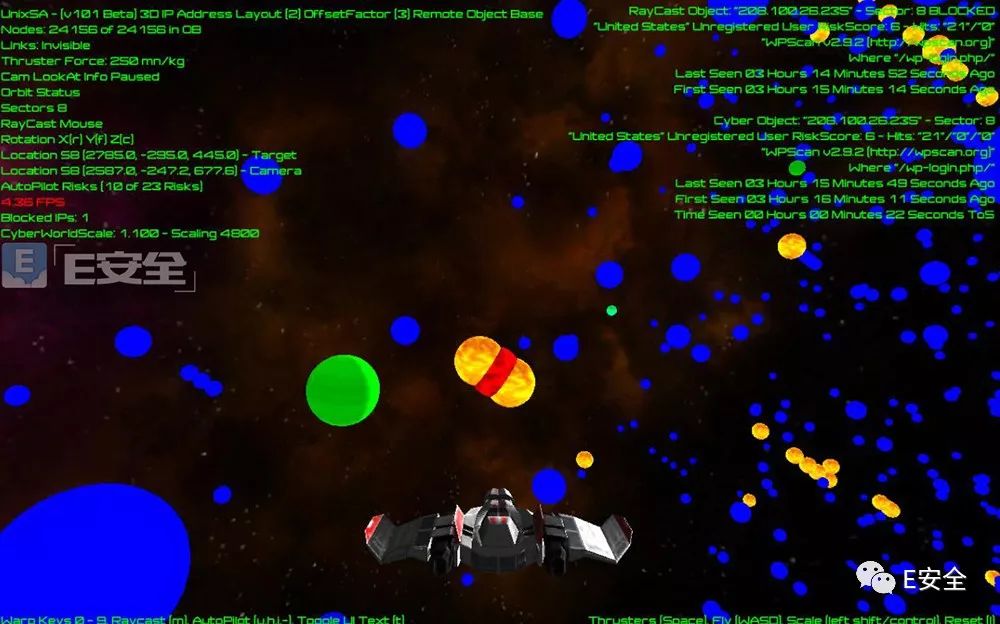 UnixSA - (v101 Beta) 3D IP Address Layout (2) OffsetFactor (3) Remote Object Base
Nodes: 24156 of 24156 in OB
Links: Invisible
Thruster Force: 250 mn/kg
Cam LookAt Info Paused
Orbit Status
Sectors 8
RayCast Mouse
Rotation X(r) Y(f) Z(c)
Location S8 (2785.0, -295.0, 445.0) - Target
Location S8 (2587.0, -247.2, 677.6) - Camera
AutoPilot Risks (10 of 23 Risks)
4.36 FPS
Blocked IPs: 1
CyberWorldScale: 1.100 - Scaling 4800
E E安全
RayCast Object: "208.100.26.235" - Sector: 8 BLOCKED
"United States" Unregistered User RiskScore: 6 - Hits: "21"/"0"
"WPScan v2.9.2 (http://wpscan.org)"
Where "/wp-login.php/"
Last Seen 03 Hours 14 Minutes 52 Seconds Ago
First Seen 03 Hours 15 Minutes 14 Seconds Ago
Cyber Object: "208.100.26.235" - Sector: 8
"United States" Unregistered User RiskScore: 6 - Hits: "21"/"0"/"0"
"WPScan v2.9.2 (http://wpscan.org)"
Where "/wp-login.php/"
Last Seen 03 Hours 15 Minutes 49 Seconds Ago
First Seen 03 Hours 16 Minutes 11 Seconds Ago
Time Seen 00 Hours 00 Minutes 22 Seconds ToS
E安全
Warp Keys 0 - 9, Raycast (m), AutoPilot (u,h,j,-), Toggle UI Text (t)
Thrusters (Space), Fly (WASD), Scale (left shift/control), Reset (l)